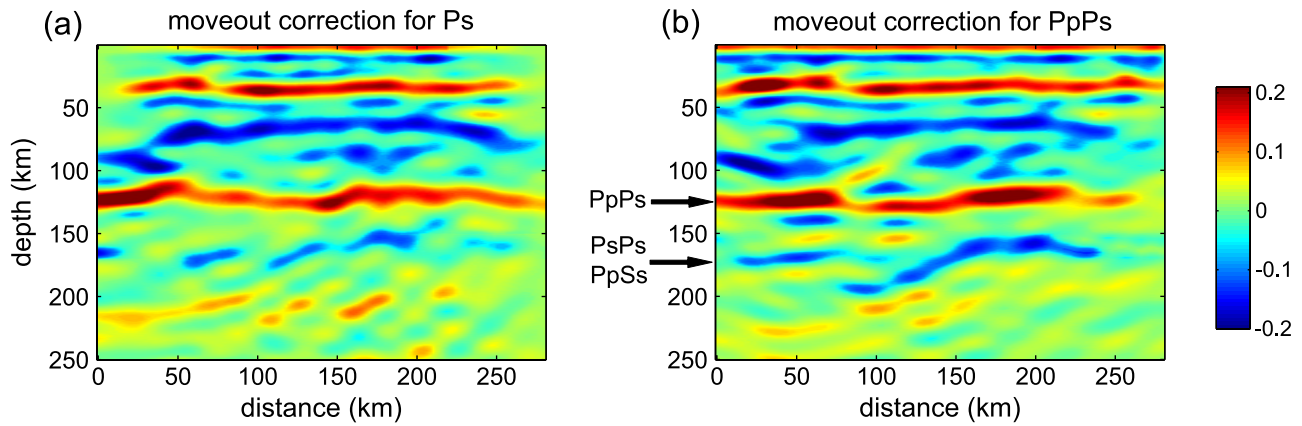 (a) moveout correction for Ps
50
100
150
200
250
depth (km)
0 50 100 150 200 250
distance (km)
(b) moveout correction for PpPs
50
100
150
200
250
PpPs
PsPs
PpSs
0 50 100 150 200 250
distance (km)
0.2
0.1
0
-0.1
-0.2